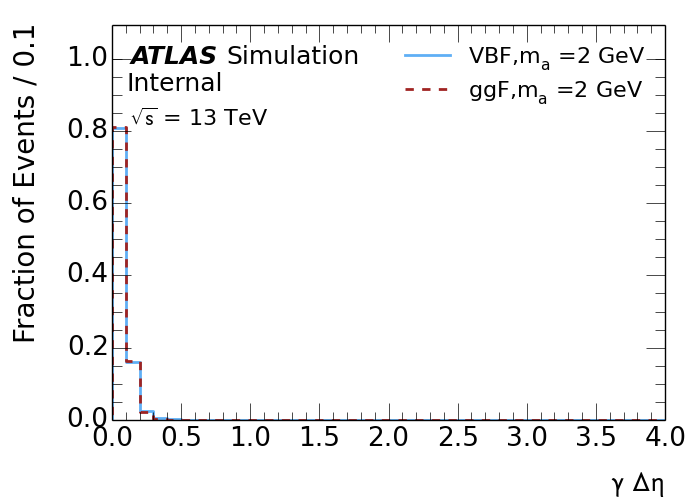 Fraction of Events / 0.1
1.0
0.8
0.6
0.4
0.2
0.0
ATLAS Simulation
Internal
√s = 13 TeV
VBF,mₐ =2 GeV
ggF,mₐ =2 GeV
0.0 0.5 1.0 1.5 2.0 2.5 3.0 3.5 4.0
γ Δη